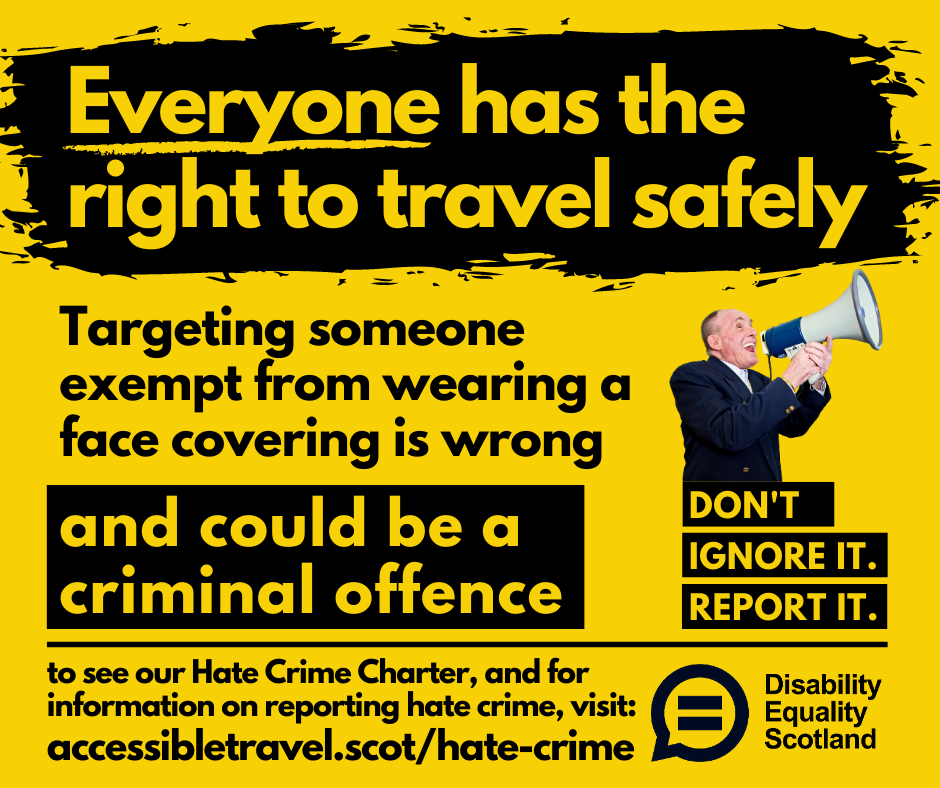 Everyone has the
right to travel safely
Targeting someone
exempt from wearing a
face covering is wrong
and could be a
criminal offence
DON'T
IGNORE IT.
REPORT IT.
to see our Hate Crime Charter, and for
information on reporting hate crime, visit:
accessibletravel.scot/hate-crime
Disability
Equality
Scotland